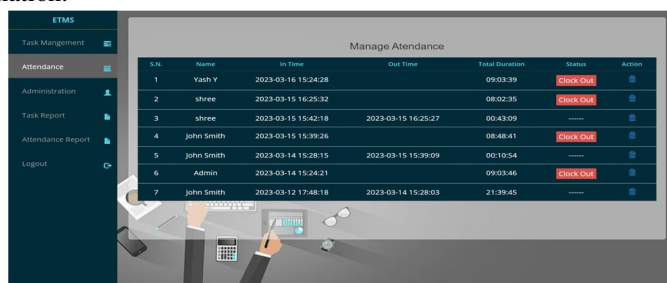 ETMS
Task Mangement
Attendance
Administration
Task Report
Attendance Report
Logout
Manage Atendance
S.N. Name In Time Out Time Total Duration Status Action
1 Yash Y 2023-03-16 15:24:28 09:03:39 Clock Out
2 shree 2023-03-16 15:25:32 08:02:35 Clock Out
3 shree 2023-03-15 15:42:18 2023-03-15 16:25:27 00:43:09 ------
4 John Smith 2023-03-15 15:39:26 08:48:41 Clock Out
5 John Smith 2023-03-14 15:28:15 2023-03-15 15:39:09 00:10:54 ------
6 Admin 2023-03-14 15:24:21 09:03:46 Clock Out
7 John Smith 2023-03-12 17:48:18 2023-03-14 15:28:03 21:39:45 ------